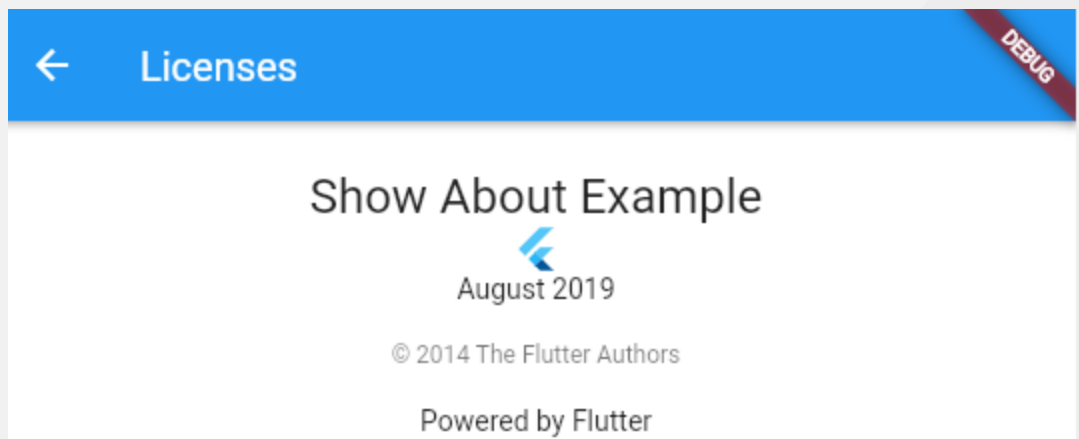 Licenses
DEBUG
Show About Example
August 2019
© 2014 The Flutter Authors
Powered by Flutter